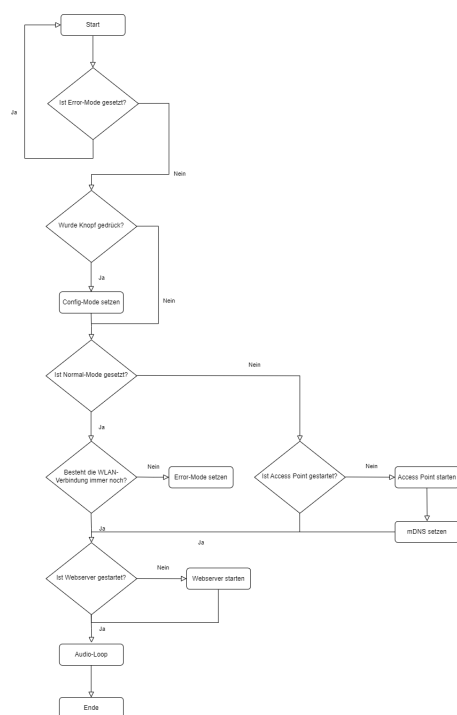 Start
Ist Error-Mode gesetzt?
Ja
Nein
Wurde Knopf gedrück?
Ja
Config-Mode setzen
Nein
Ist Normal-Mode gesetzt?
Nein
Ja
Besteht die WLAN-
Verbindung immer noch?
Nein
Error-Mode setzen
Ist Access Point gestartet?
Nein
Access Point starten
mDNS setzen
Ja
Ja
Ist Webserver gestartet?
Nein
Webserver starten
Ja
Audio-Loop
Ende